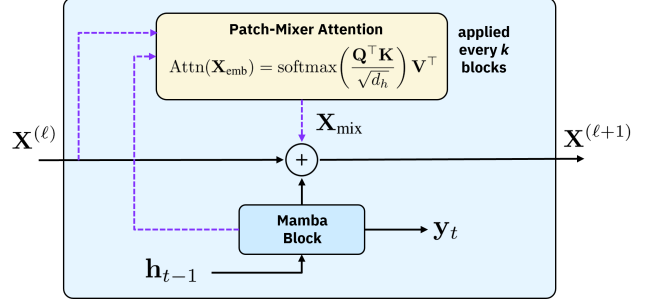 Patch-Mixer Attention
Attn(X_emb) = softmax(Q^⊤K / √d_h) V^⊤
applied
every k
blocks
X^(ℓ)
X_mix
X^(ℓ+1)
+
Mamba
Block
y_t
h_{t−1}